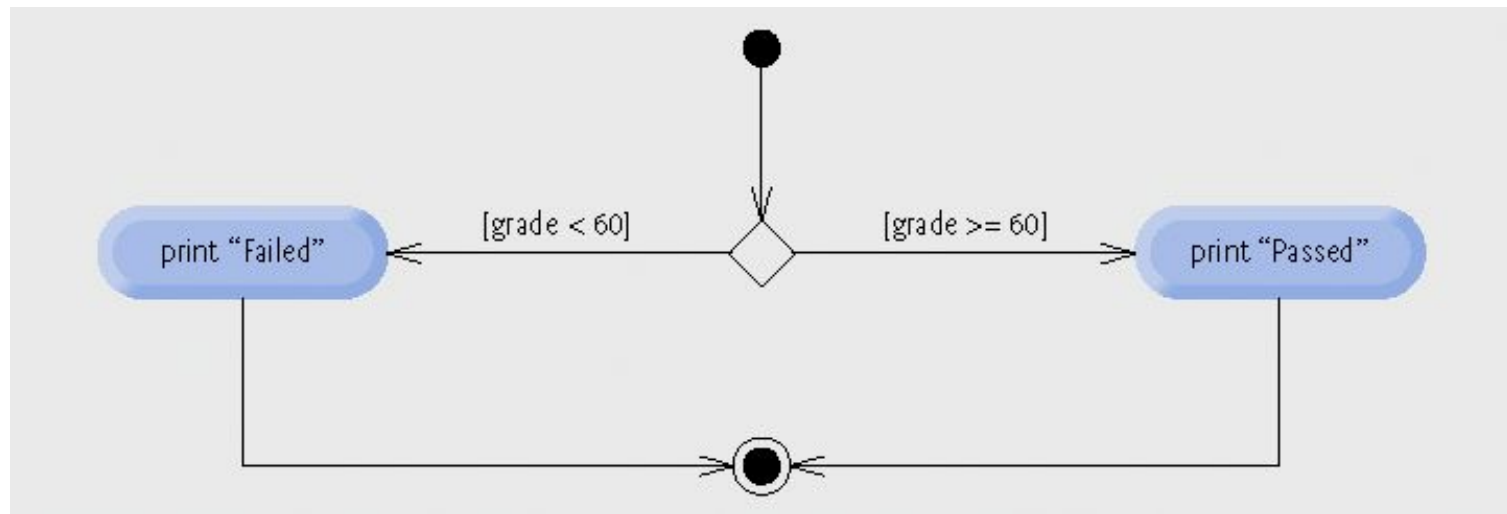 [grade < 60]
[grade >= 60]
print “Failed”
print “Passed”